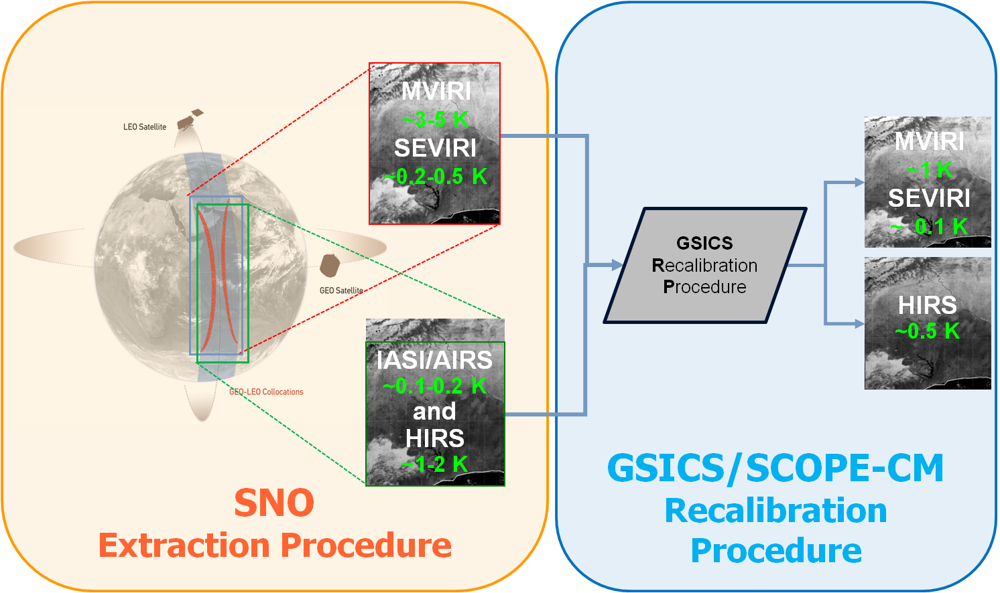 LEO Satellite
GEO Satellite
GEO-LEO Collocations
MVIRI
~3-5 K
SEVIRI
~0.2-0.5 K
IASI/AIRS
~0.1-0.2 K
and
HIRS
~1-2 K
SNO
Extraction Procedure
GSICS
Recalibration
Procedure
MVIRI
~1 K
SEVIRI
~ 0.1 K
HIRS
~0.5 K
GSICS/SCOPE-CM
Recalibration
Procedure